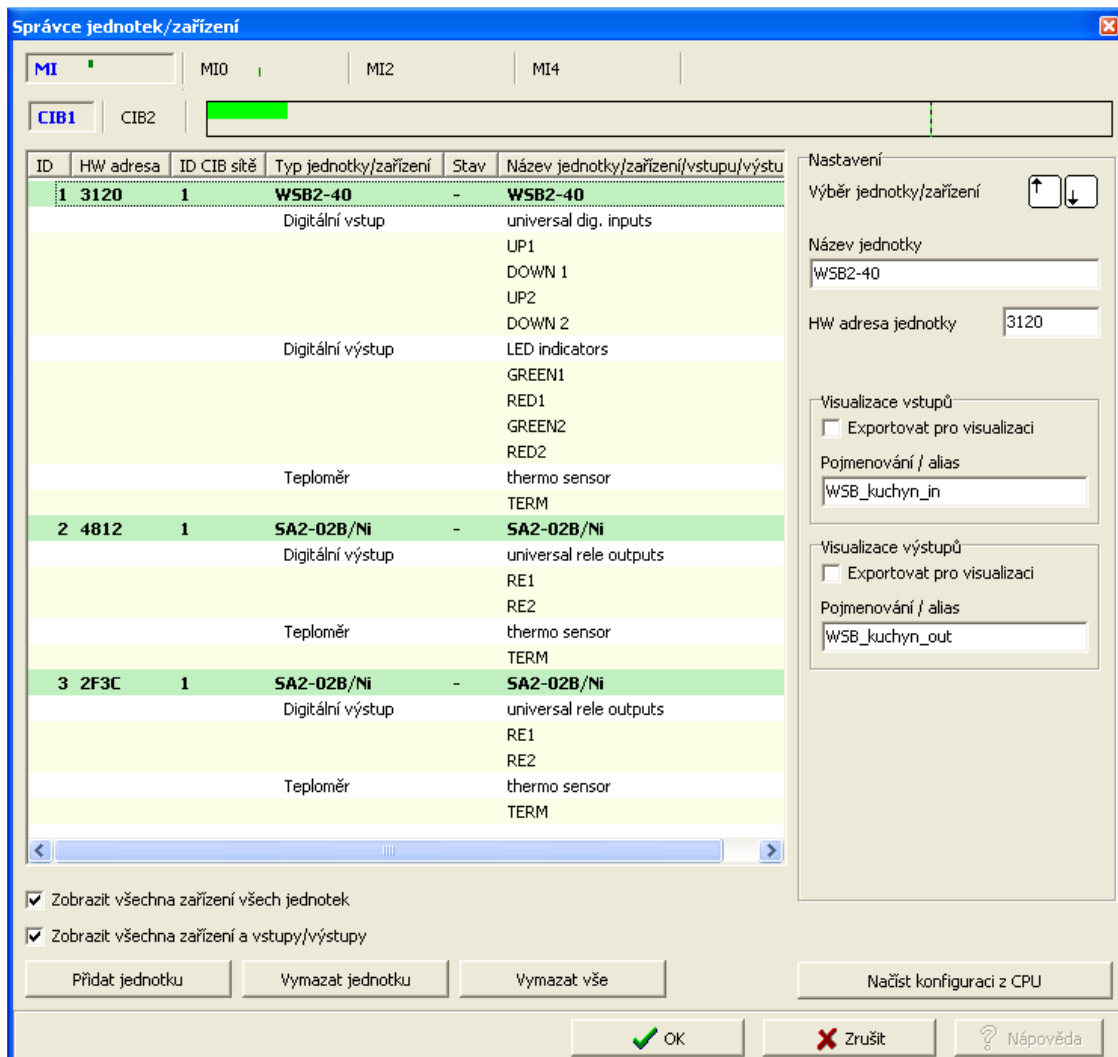 Správce jednotek/zařízení
MI MI0 MI2 MI4
CIB1 CIB2
ID HW adresa ID CIB sítě Typ jednotky/zařízení Stav Název jednotky/zařízení/vstupu/výstu
1 3120 1 WSB2-40 - WSB2-40
Digitální vstup universal dig. inputs
UP1
DOWN 1
UP2
DOWN 2
Digitální výstup LED indicators
GREEN1
RED1
GREEN2
RED2
Teploměr thermo sensor
TERM
2 4812 1 SA2-02B/Ni - SA2-02B/Ni
Digitální výstup universal rele outputs
RE1
RE2
Teploměr thermo sensor
TERM
3 2F3C 1 SA2-02B/Ni - SA2-02B/Ni
Digitální výstup universal rele outputs
RE1
RE2
Teploměr thermo sensor
TERM
Nastavení
Výběr jednotky/zařízení
Název jednotky
WSB2-40
HW adresa jednotky 3120
Visualizace vstupů
Exportovat pro visualizaci
Pojmenování / alias
WSB_kuchyn_in
Visualizace výstupů
Exportovat pro visualizaci
Pojmenování / alias
WSB_kuchyn_out
Zobrazit všechna zařízení všech jednotek
Zobrazit všechna zařízení a vstupy/výstupy
Přidat jednotku Vymazat jednotku Vymazat vše Načíst konfiguraci z CPU
OK Zrušit Nápověda